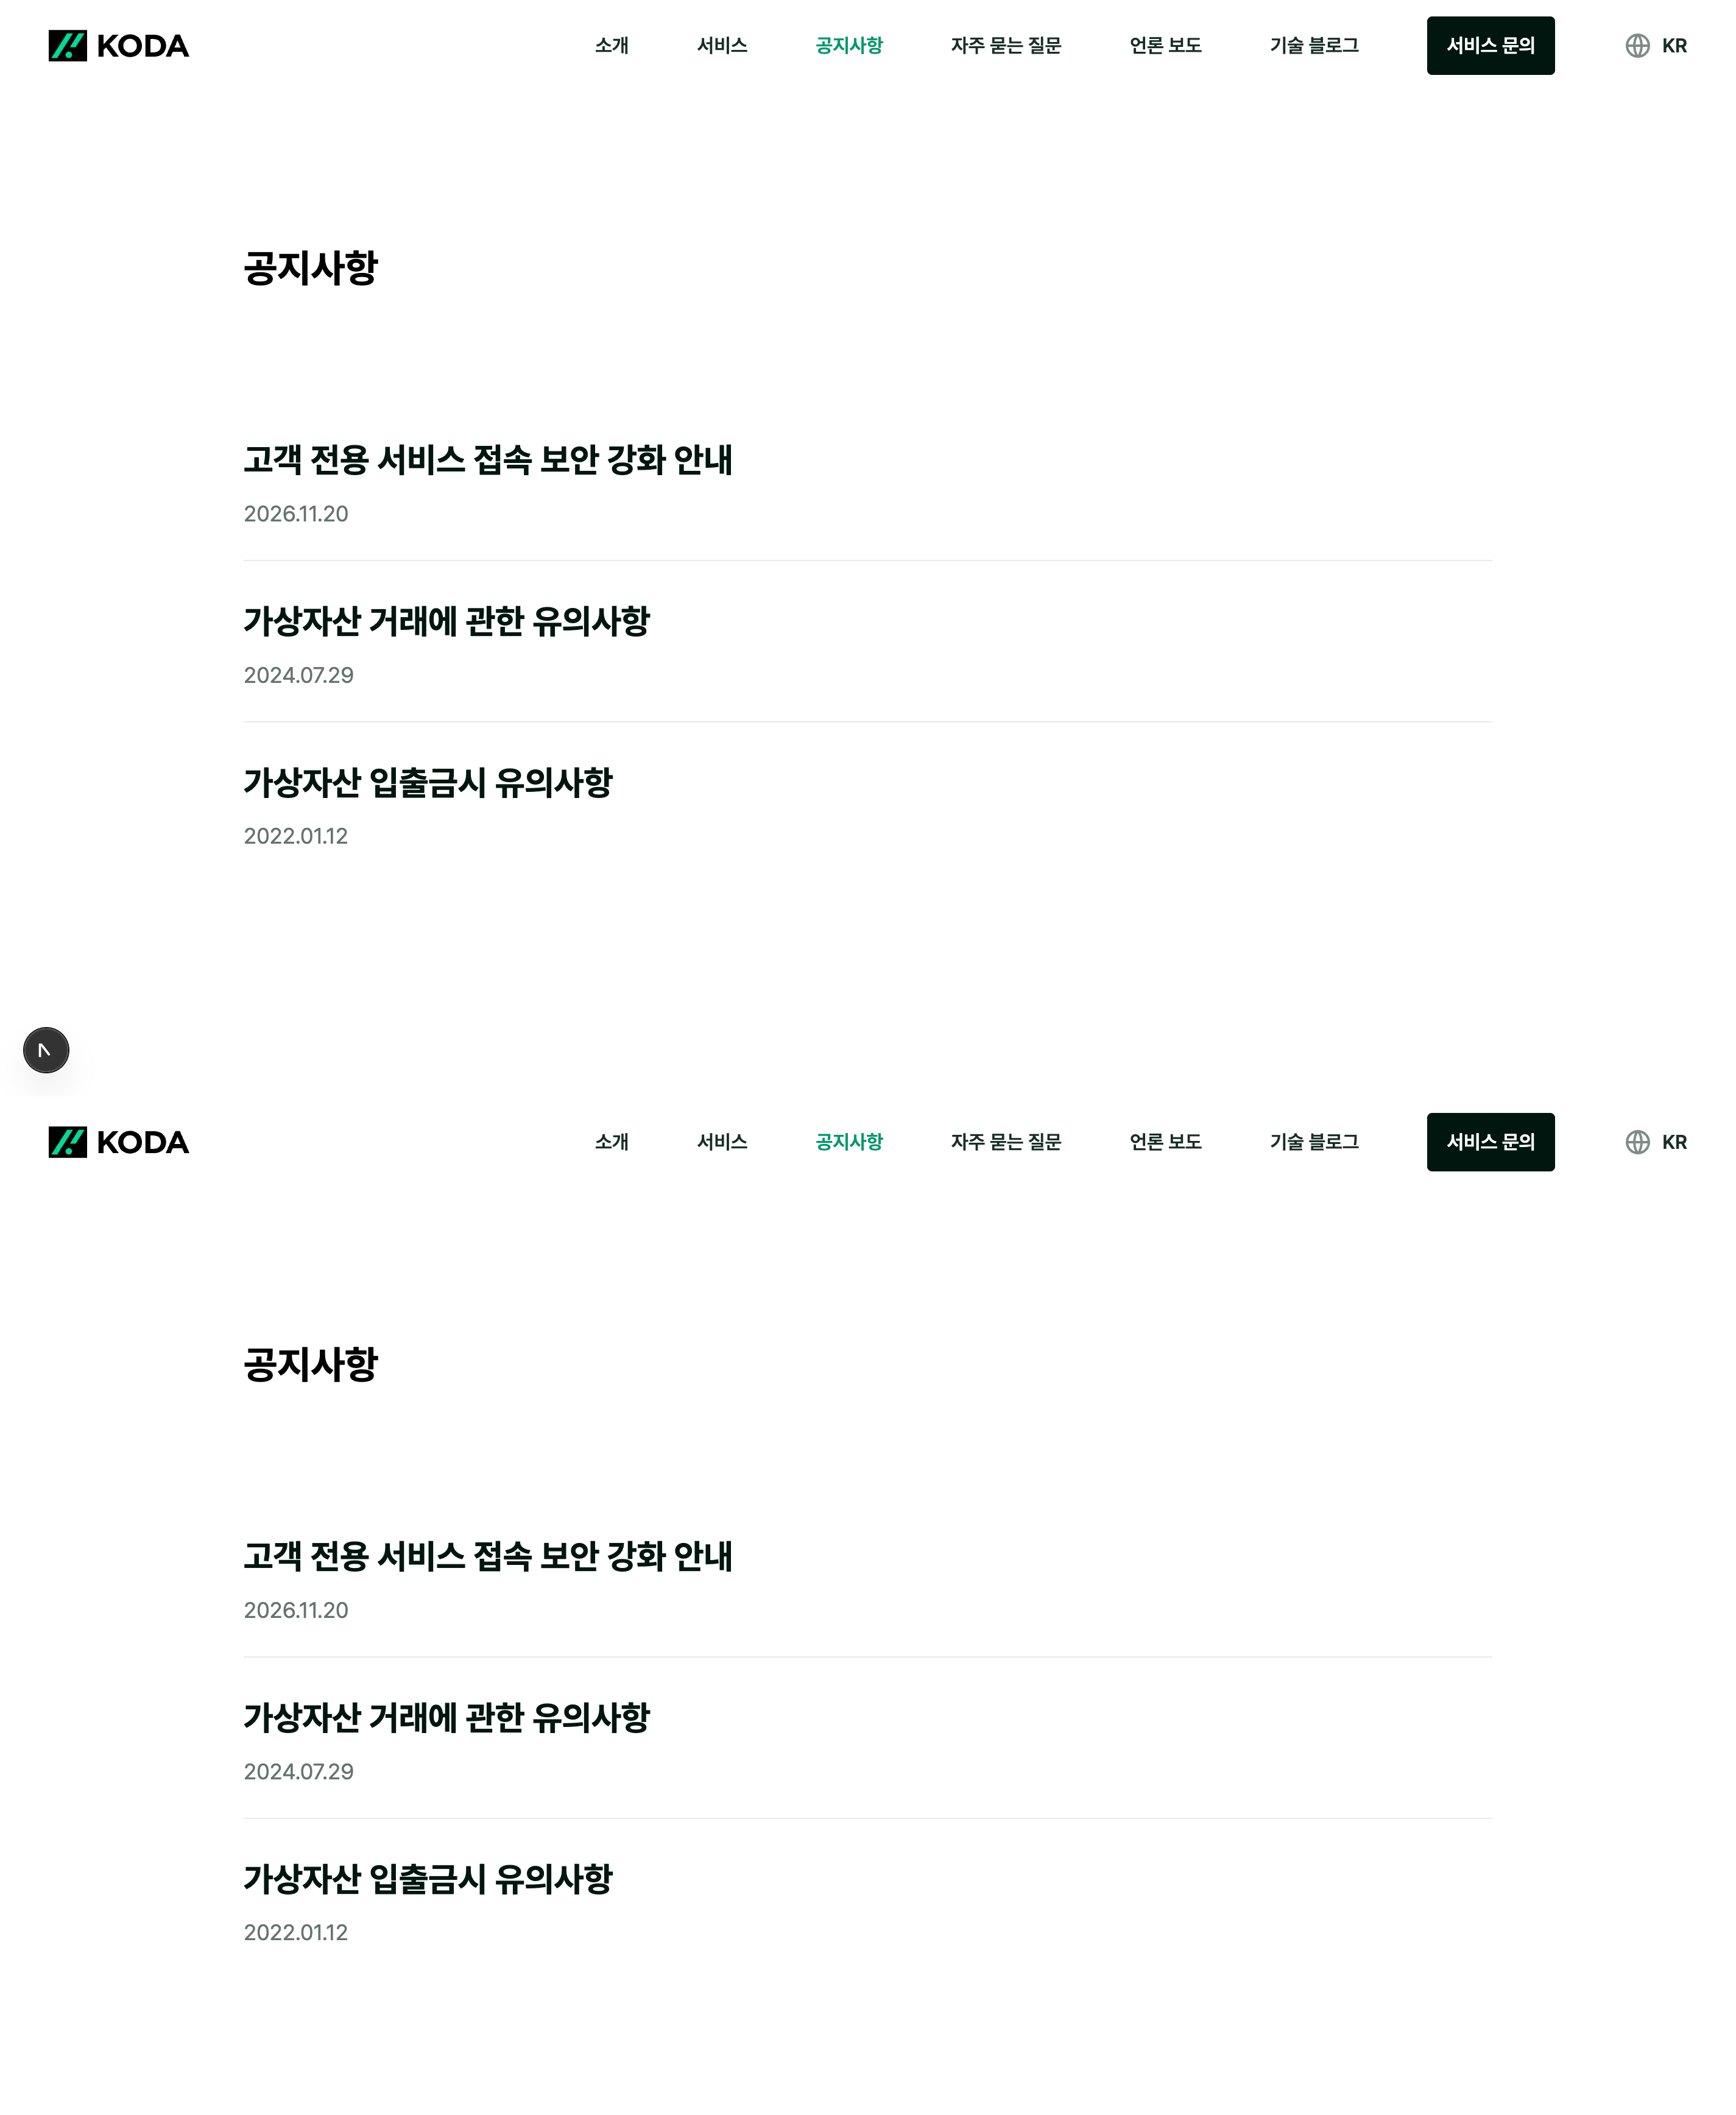 KODA 소개 서비스 공지사항 자주 묻는 질문 언론 보도 기술 블로그 서비스 문의 KR
공지사항
고객 전용 서비스 접속 보안 강화 안내
2026.11.20
가상자산 거래에 관한 유의사항
2024.07.29
가상자산 입출금시 유의사항
2022.01.12
KODA 소개 서비스 공지사항 자주 묻는 질문 언론 보도 기술 블로그 서비스 문의 KR
공지사항
고객 전용 서비스 접속 보안 강화 안내
2026.11.20
가상자산 거래에 관한 유의사항
2024.07.29
가상자산 입출금시 유의사항
2022.01.12